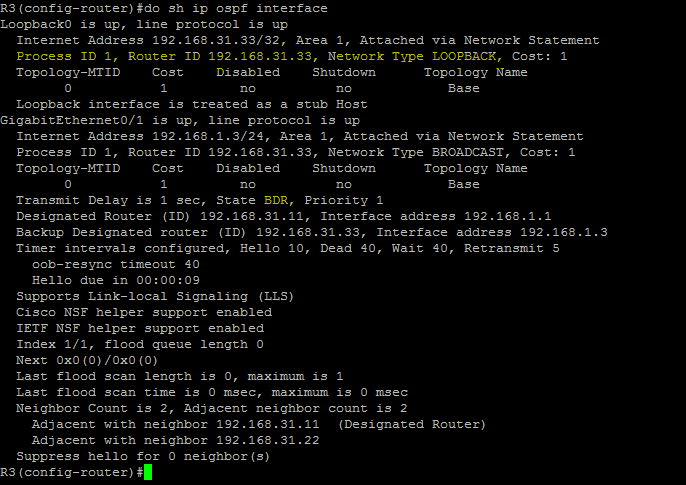 R3(config-router)#do sh ip ospf interface
Loopback0 is up, line protocol is up
  Internet Address 192.168.31.33/32, Area 1, Attached via Network Statement
  Process ID 1, Router ID 192.168.31.33, Network Type LOOPBACK, Cost: 1
  Topology-MTID    Cost    Disabled    Shutdown      Topology Name
        0           1         no          no            Base
  Loopback interface is treated as a stub Host
GigabitEthernet0/1 is up, line protocol is up
  Internet Address 192.168.1.3/24, Area 1, Attached via Network Statement
  Process ID 1, Router ID 192.168.31.33, Network Type BROADCAST, Cost: 1
  Topology-MTID    Cost    Disabled    Shutdown      Topology Name
        0           1         no          no            Base
  Transmit Delay is 1 sec, State BDR, Priority 1
  Designated Router (ID) 192.168.31.11, Interface address 192.168.1.1
  Backup Designated router (ID) 192.168.31.33, Interface address 192.168.1.3
  Timer intervals configured, Hello 10, Dead 40, Wait 40, Retransmit 5
    oob-resync timeout 40
    Hello due in 00:00:09
  Supports Link-local Signaling (LLS)
  Cisco NSF helper support enabled
  IETF NSF helper support enabled
  Index 1/1, flood queue length 0
  Next 0x0(0)/0x0(0)
  Last flood scan length is 0, maximum is 1
  Last flood scan time is 0 msec, maximum is 0 msec
  Neighbor Count is 2, Adjacent neighbor count is 2
    Adjacent with neighbor 192.168.31.11  (Designated Router)
    Adjacent with neighbor 192.168.31.22
  Suppress hello for 0 neighbor(s)
R3(config-router)#